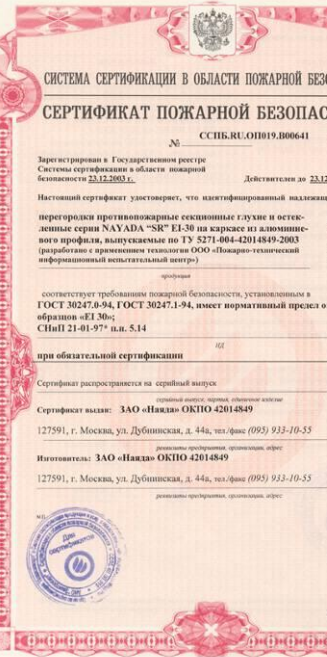 СИСТЕМА СЕРТИФИКАЦИИ В ОБЛАСТИ ПОЖАРНОЙ БЕЗО
СЕРТИФИКАТ ПОЖАРНОЙ БЕЗОПАС
№ ССПБ.RU.ОП019.В00641
Зарегистрирован в Государственном реестре
Системы сертификации в области пожарной
безопасности 23.12.2003 г.
Действителен до 23.12
Настоящий сертификат удостоверяет, что идентифицированный надлежащ
перегородки противопожарные секционные глухие и остек-
ленные серии NAYADA “SR” EI-30 на каркасе из алюминие-
вого профиля, выпускаемые по ТУ 5271-004-42014849-2003
(разработано с применением технологии ООО «Пожарно-технический
информационный испытательный центр»)
продукция
соответствует требованиям пожарной безопасности, установленным в
ГОСТ 30247.0-94, ГОСТ 30247.1-94, имеет нормативный предел о
образцов «EI 30»;
СНиП 21-01-97* п.п. 5.14
НД
при обязательной сертификации
Сертификат распространяется на серийный выпуск
серийный выпуск, партия, единичное изделие
Сертификат выдан: ЗАО «Наяда» ОКПО 42014849
127591, г. Москва, ул. Дубнинская, д. 44а, тел./факс (095) 933-10-55
реквизиты предприятия, организации, адрес
Изготовитель: ЗАО «Наяда» ОКПО 42014849
127591, г. Москва, ул. Дубнинская, д. 44а, тел./факс (095) 933-10-55
реквизиты предприятия, организации, адрес
М.П.
Для
сертификатов